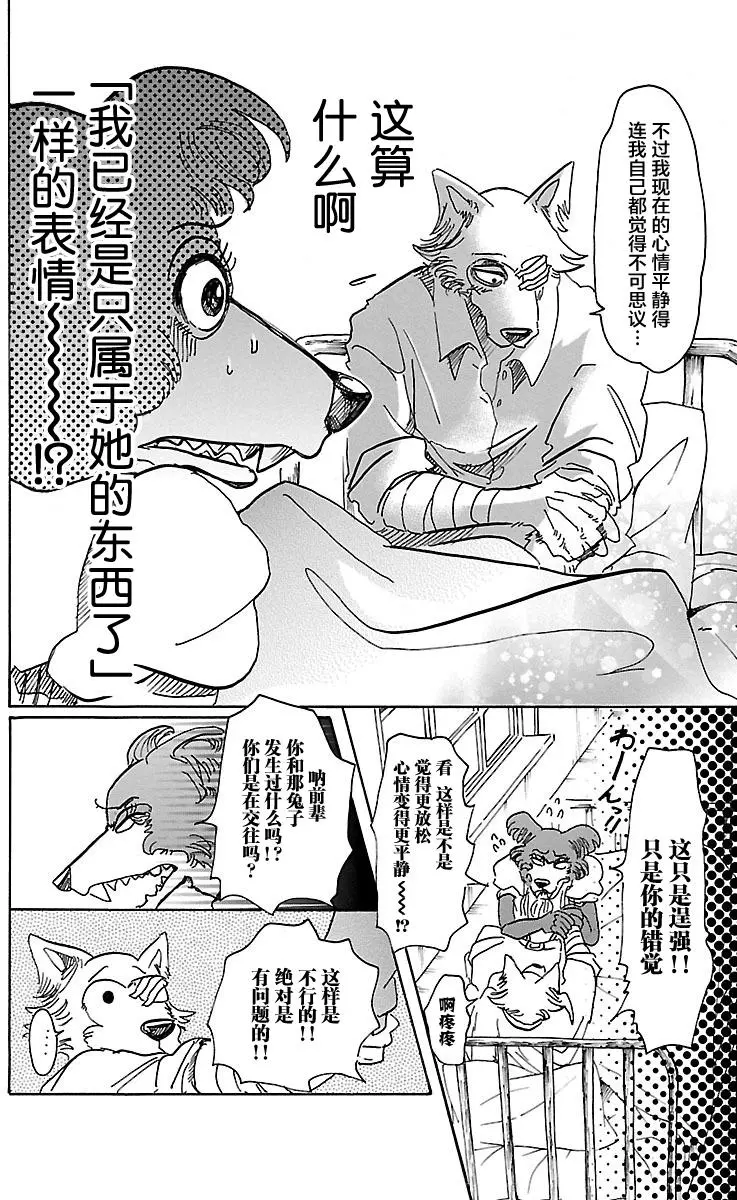 不过我现在的心情平静得
连我自己都觉得不可思议…
这算
什么啊
「我已经是只属于她的东西了」
一样的表情～～～～～!?
这只是逞强!!
只是你的错觉
わーん!!
看 这样是不是
觉得更放松
心情变得更平静
～～～!?
啊疼疼
呐前辈
你和那兔子
发生过什么吗!?
你们是在交往吗?
这样是
不行的!!
绝对是
有问题的!!
…